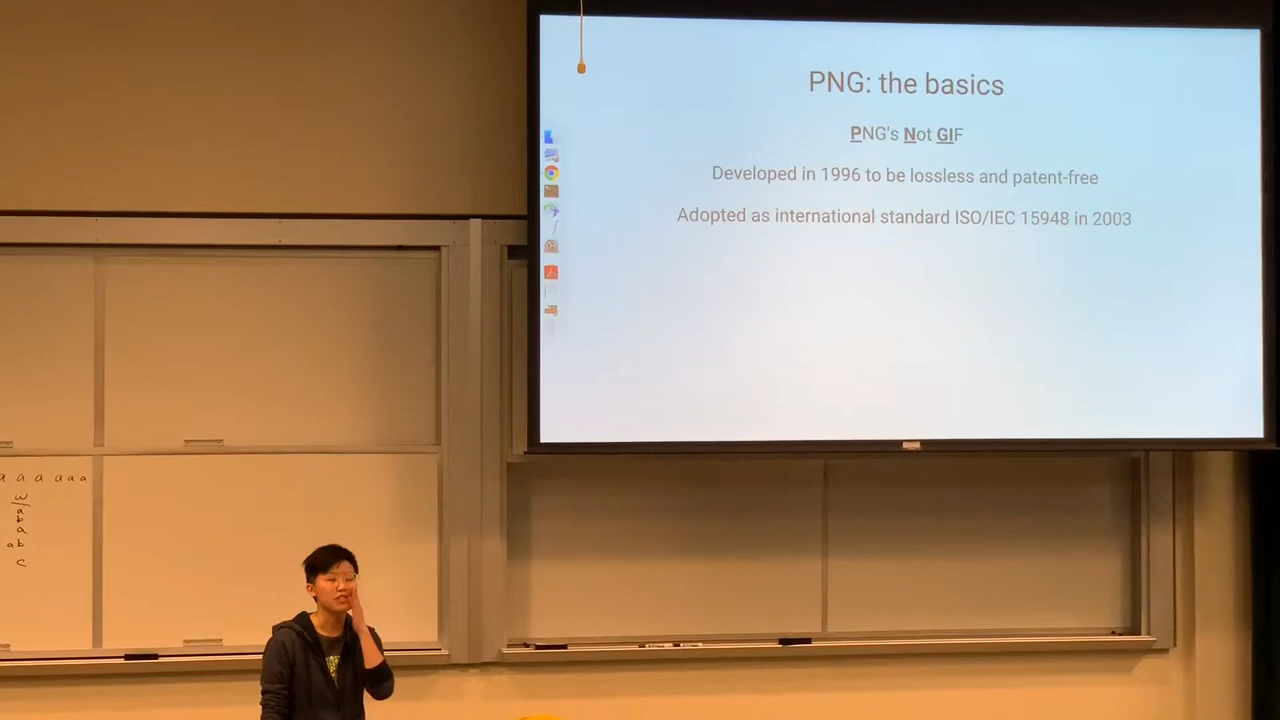 PNG: the basics
PNG's Not GIF
Developed in 1996 to be lossless and patent-free
Adopted as international standard ISO/IEC 15948 in 2003
a a a a a a
w
a
b
a
a b
c